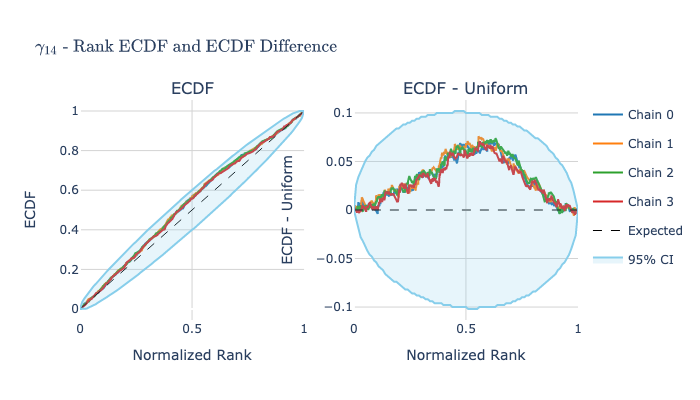 γ14 - Rank ECDF and ECDF Difference
ECDF
ECDF - Uniform
1
0.8
0.6
0.4
0.2
0
ECDF
0
0.5
1
Normalized Rank
0.1
0.05
0
−0.05
−0.1
ECDF - Uniform
0
0.5
1
Normalized Rank
Chain 0
Chain 1
Chain 2
Chain 3
Expected
95% CI